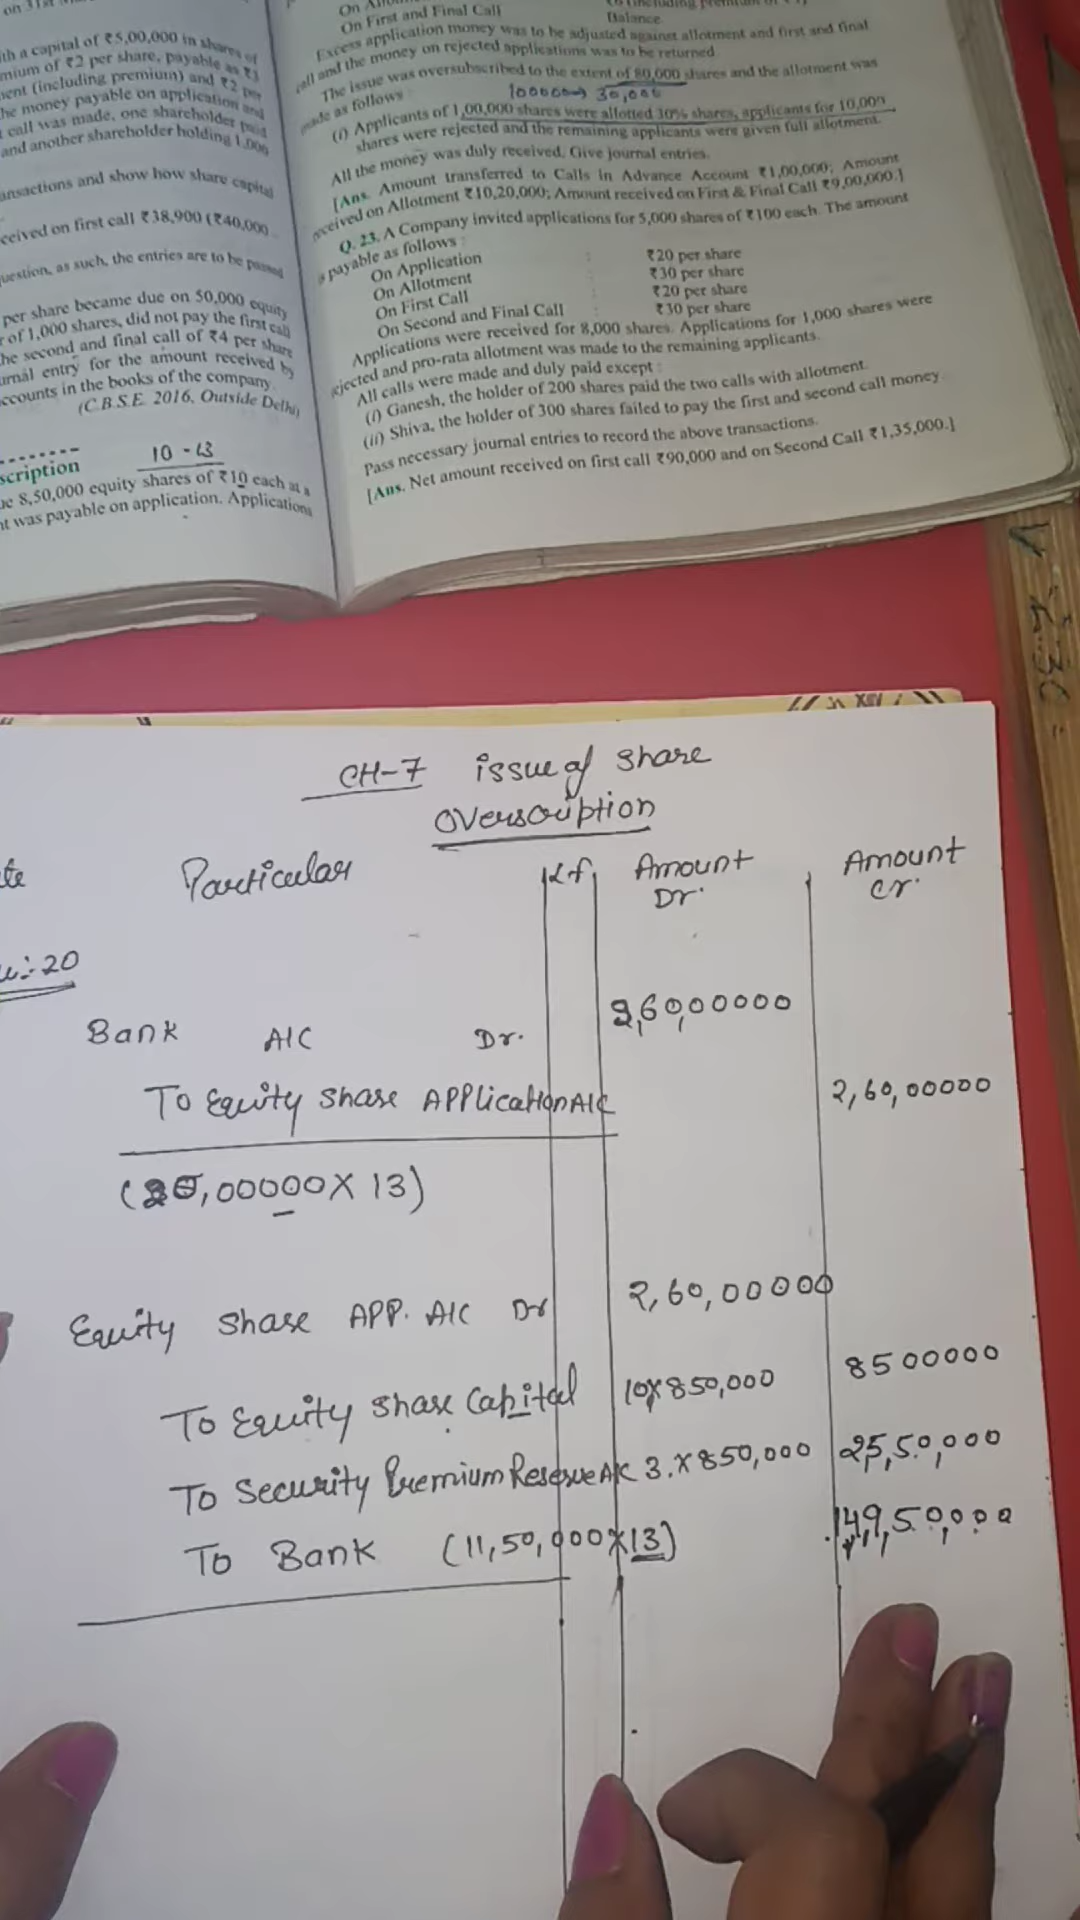 on 31st
ith a capital of ₹5,00,000 in shares of
mium of ₹2 per share, payable as ₹3
ment (including premium) and ₹2 per
he money payable on application and
t call was made, one shareholder paid
and another shareholder holding 1,000
ansactions and show how share capital
ceived on first call ₹38,900 (₹40,000
uestion, as such, the entries are to be passed
per share became due on 50,000 equity
r of 1,000 shares, did not pay the first call
he second and final call of ₹4 per share
urnal entry for the amount received by
ccounts in the books of the company.
(C.B.S.E. 2016, Outside Delhi)
10 - 13
scription
ue 8,50,000 equity shares of ₹10 each at a
nt was payable on application. Applications
On First and Final Call
Balance
Excess application money was to be adjusted against allotment and first and final
call and the money on rejected applications was to be returned.
The issue was oversubscribed to the extent of 80,000 shares and the allotment was
made as follows
100000→ 30,000
(i) Applicants of 1,00,000 shares were allotted 30% shares, applicants for 10,000
shares were rejected and the remaining applicants were given full allotment.
All the money was duly received. Give journal entries.
[Ans. Amount transferred to Calls in Advance Account ₹1,00,000; Amount
received on Allotment ₹10,20,000; Amount received on First & Final Call ₹9,00,000.]
Q. 23. A Company invited applications for 5,000 shares of ₹100 each. The amount
s payable as follows :
On Application : ₹20 per share
On Allotment ₹30 per share
On First Call : ₹20 per share
On Second and Final Call : ₹30 per share
Applications were received for 8,000 shares. Applications for 1,000 shares were
ejected and pro-rata allotment was made to the remaining applicants.
All calls were made and duly paid except :
(i) Ganesh, the holder of 200 shares paid the two calls with allotment.
(ii) Shiva, the holder of 300 shares failed to pay the first and second call money
Pass necessary journal entries to record the above transactions.
[Ans. Net amount received on first call ₹90,000 and on Second Call ₹1,35,000.]
CH-7 issue of share
overscription
te Particular L.f Amount Dr. Amount cr.
20
Bank A/C Dr. 2,60,00000
To Equity share APPlication A/C 2,60,00000
(20,00000 X 13)
Equity share APP. A/C Dr 2,60,00000
To Equity share Capital 10X850,000 8500000
To Security Premium Reserve A/C 3.X850,000 25,50,000
To Bank (11,50,000X13) 149,50,000